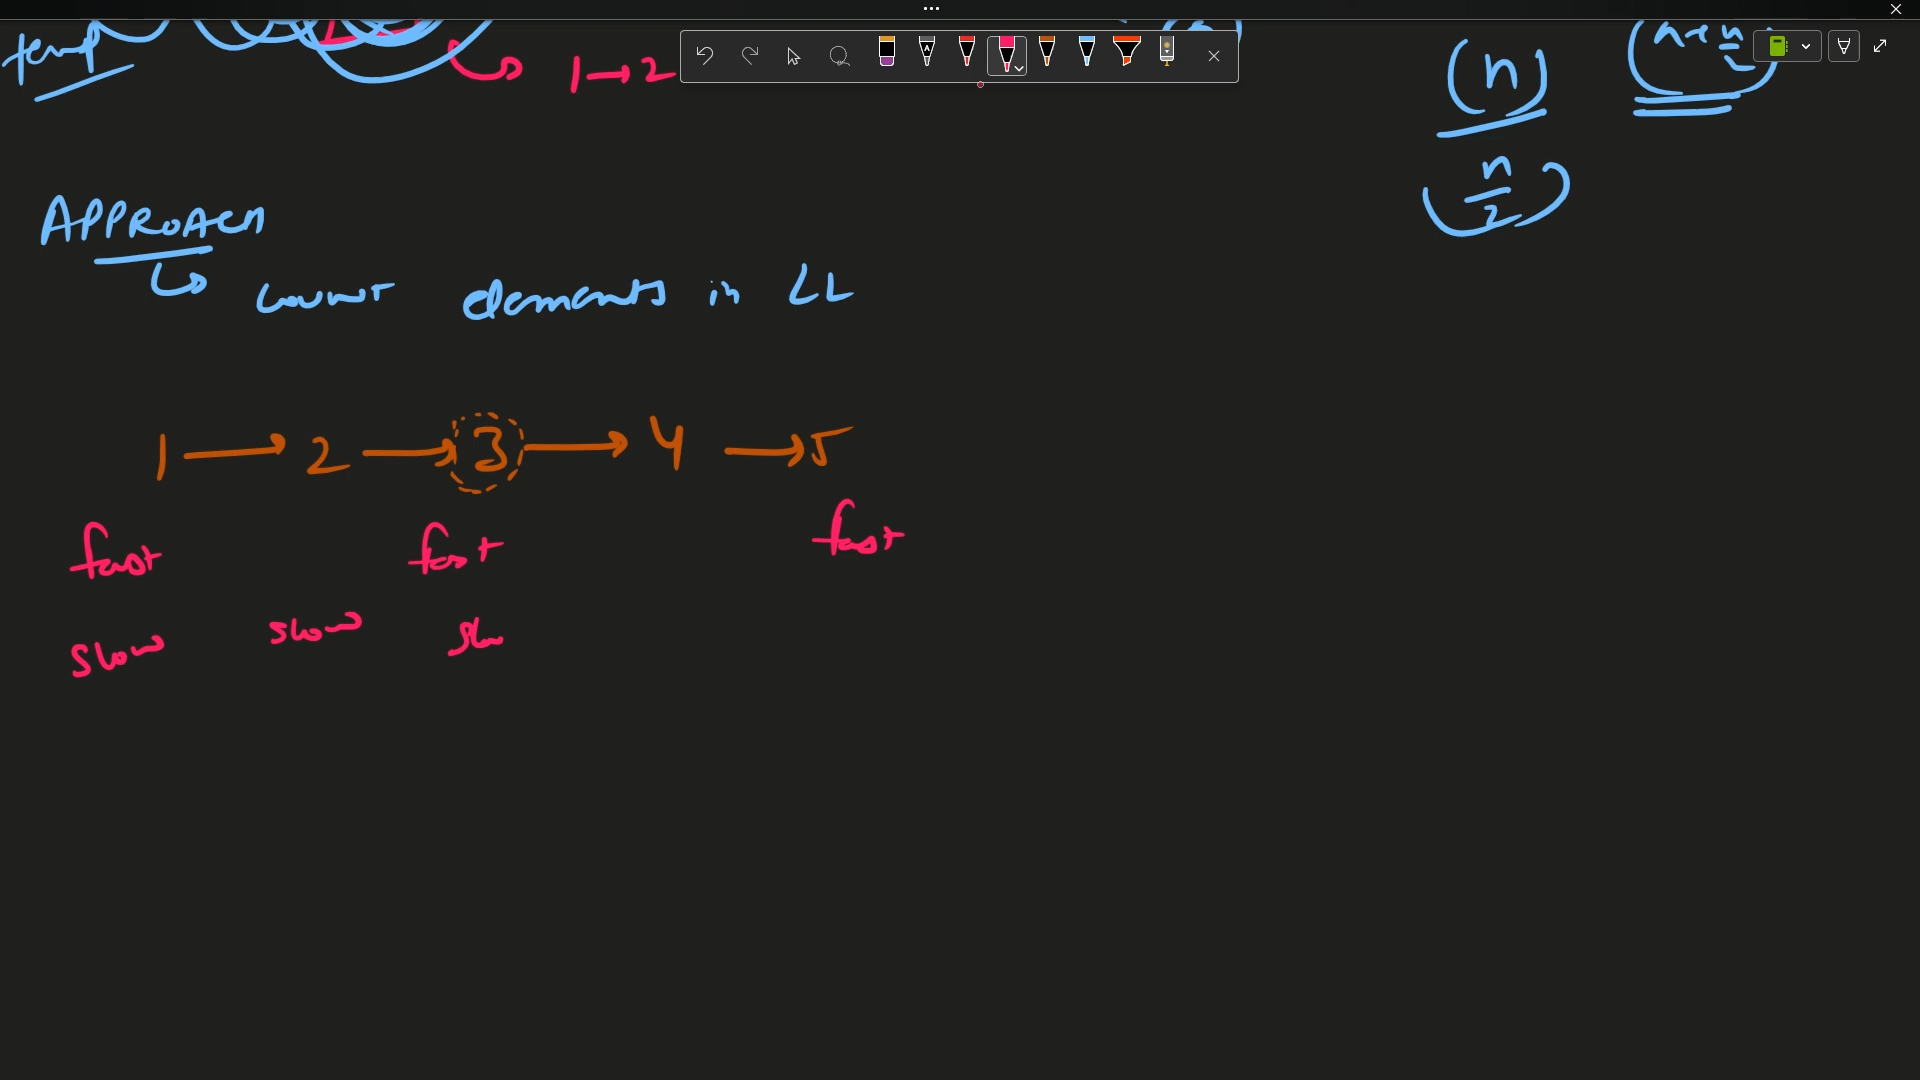 temp
1 → 2
(n)
(n + n/2)
(n/2)
APPROACH
↳ count elements in LL
1 → 2 → 3 → 4 → 5
fast fast fast
slow slow slow